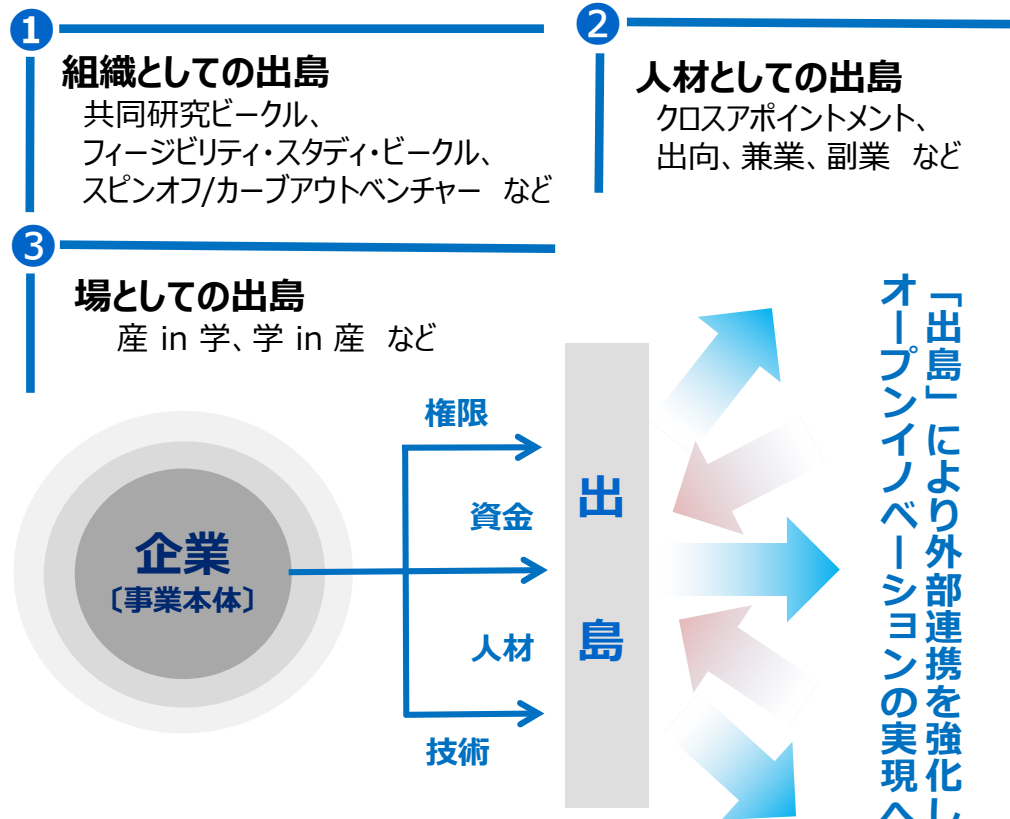 1
組織としての出島
共同研究ビークル、
フィージビリティ・スタディ・ビークル、
スピンオフ/カーブアウトベンチャー など
2
人材としての出島
クロスアポイントメント、
出向、兼業、副業 など
3
場としての出島
産 in 学、学 in 産 など
企業
〔事業本体〕
権限
資金
人材
技術
出島
「出島」により外部連携を強化し
オープンイノベーションの実現へ